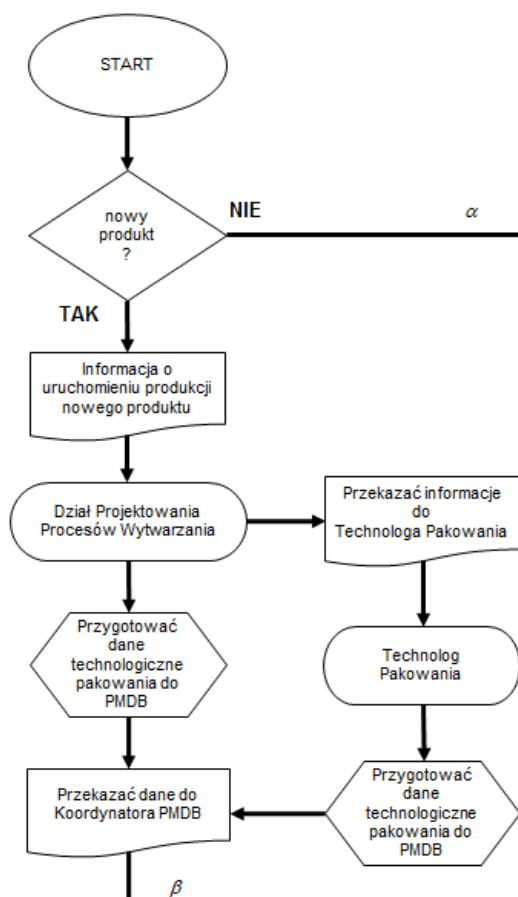 START
nowy
produkt
?
NIE
α
TAK
Informacja o
uruchomieniu produkcji
nowego produktu
Dział Projektowania
Procesów Wytwarzania
Przekazać informacje
do
Technologa Pakowania
Przygotować
dane
technologiczne
pakowania do
PMDB
Technolog
Pakowania
Przekazać dane do
Koordynatora PMDB
Przygotować
dane
technologiczne
pakowania do
PMDB
β